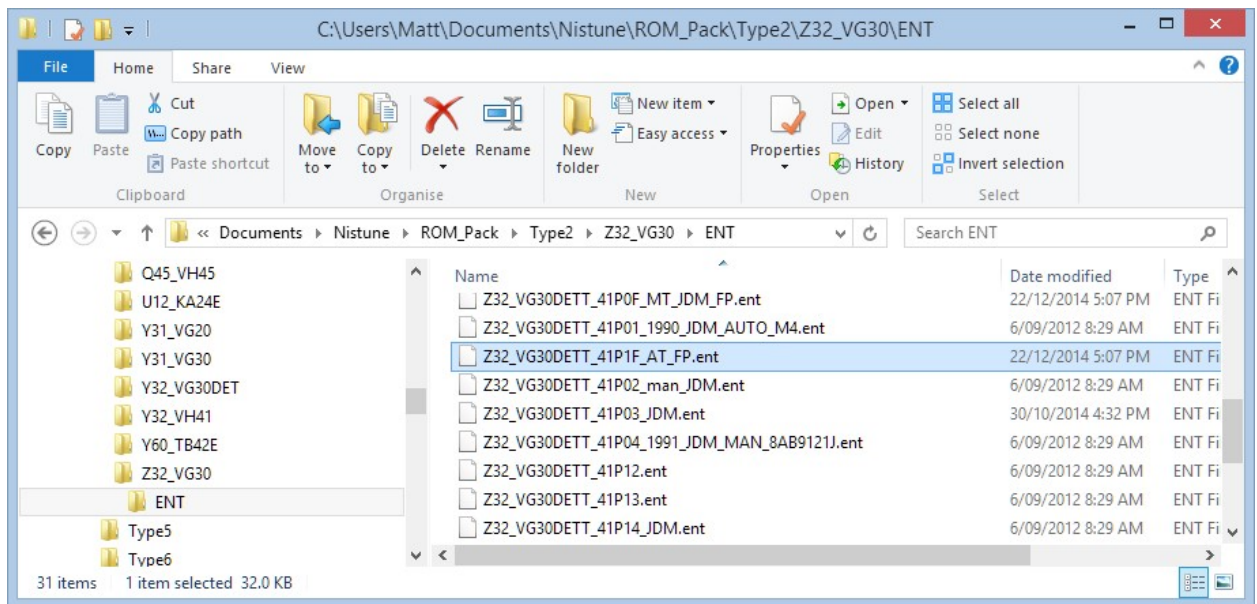 C:\Users\Matt\Documents\Nistune\ROM_Pack\Type2\Z32_VG30\ENT
File Home Share View
Copy
Paste
Cut
Copy path
Paste shortcut
Clipboard
Move to
Copy to
Delete
Rename
Organise
New folder
New item
Easy access
New
Properties
Open
Edit
History
Open
Select all
Select none
Invert selection
Select
« Documents Nistune ROM_Pack Type2 Z32_VG30 ENT
Search ENT
Q45_VH45
U12_KA24E
Y31_VG20
Y31_VG30
Y32_VG30DET
Y32_VH41
Y60_TB42E
Z32_VG30
ENT
Type5
Type6
Name Date modified Type
Z32_VG30DETT_41P0F_MT_JDM_FP.ent 22/12/2014 5:07 PM ENT Fi
Z32_VG30DETT_41P01_1990_JDM_AUTO_M4.ent 6/09/2012 8:29 AM ENT Fi
Z32_VG30DETT_41P1F_AT_FP.ent 22/12/2014 5:07 PM ENT Fi
Z32_VG30DETT_41P02_man_JDM.ent 6/09/2012 8:29 AM ENT Fi
Z32_VG30DETT_41P03_JDM.ent 30/10/2014 4:32 PM ENT Fi
Z32_VG30DETT_41P04_1991_JDM_MAN_8AB9121J.ent 6/09/2012 8:29 AM ENT Fi
Z32_VG30DETT_41P12.ent 6/09/2012 8:29 AM ENT Fi
Z32_VG30DETT_41P13.ent 6/09/2012 8:29 AM ENT Fi
Z32_VG30DETT_41P14_JDM.ent 6/09/2012 8:29 AM ENT Fi
31 items 1 item selected 32.0 KB